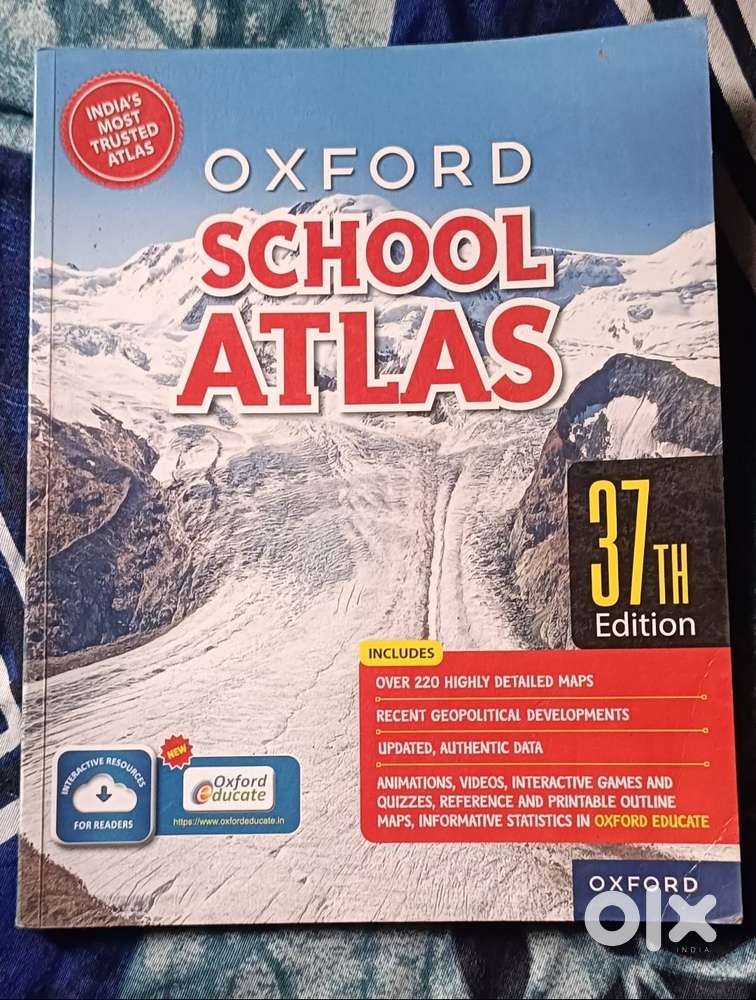 INDIA'S
MOST
TRUSTED
ATLAS
OXFORD
SCHOOL
ATLAS
37TH
Edition
INCLUDES
OVER 220 HIGHLY DETAILED MAPS
RECENT GEOPOLITICAL DEVELOPMENTS
UPDATED, AUTHENTIC DATA
ANIMATIONS, VIDEOS, INTERACTIVE GAMES AND
QUIZZES, REFERENCE AND PRINTABLE OUTLINE
MAPS, INFORMATIVE STATISTICS IN OXFORD EDUCATE
INTERACTIVE RESOURCES
FOR READERS
NEW
Oxford
educate
https://www.oxfordeducate.in
OXFORD
olx
INDIA